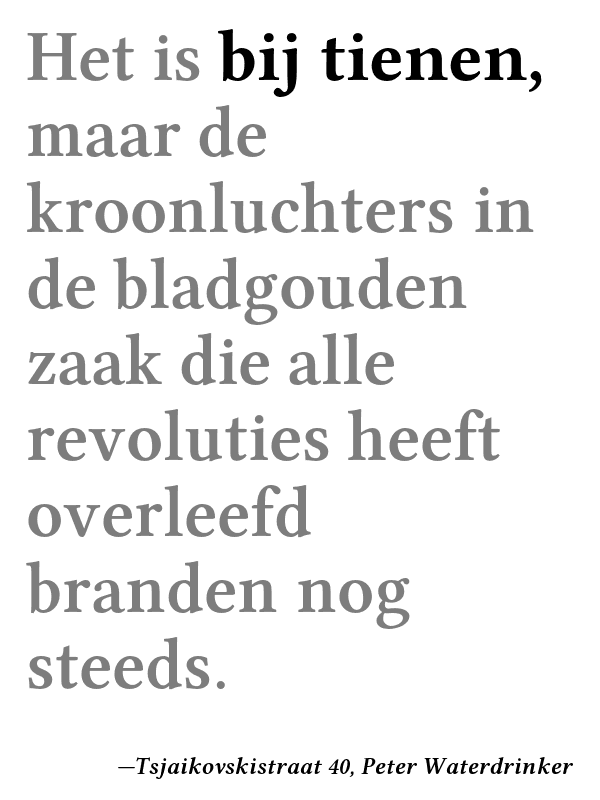 Het is bij tienen,
maar de
kroonluchters in
de bladgouden
zaak die alle
revoluties heeft
overleefd
branden nog
steeds.
—Tsjaikovskistraat 40, Peter Waterdrinker